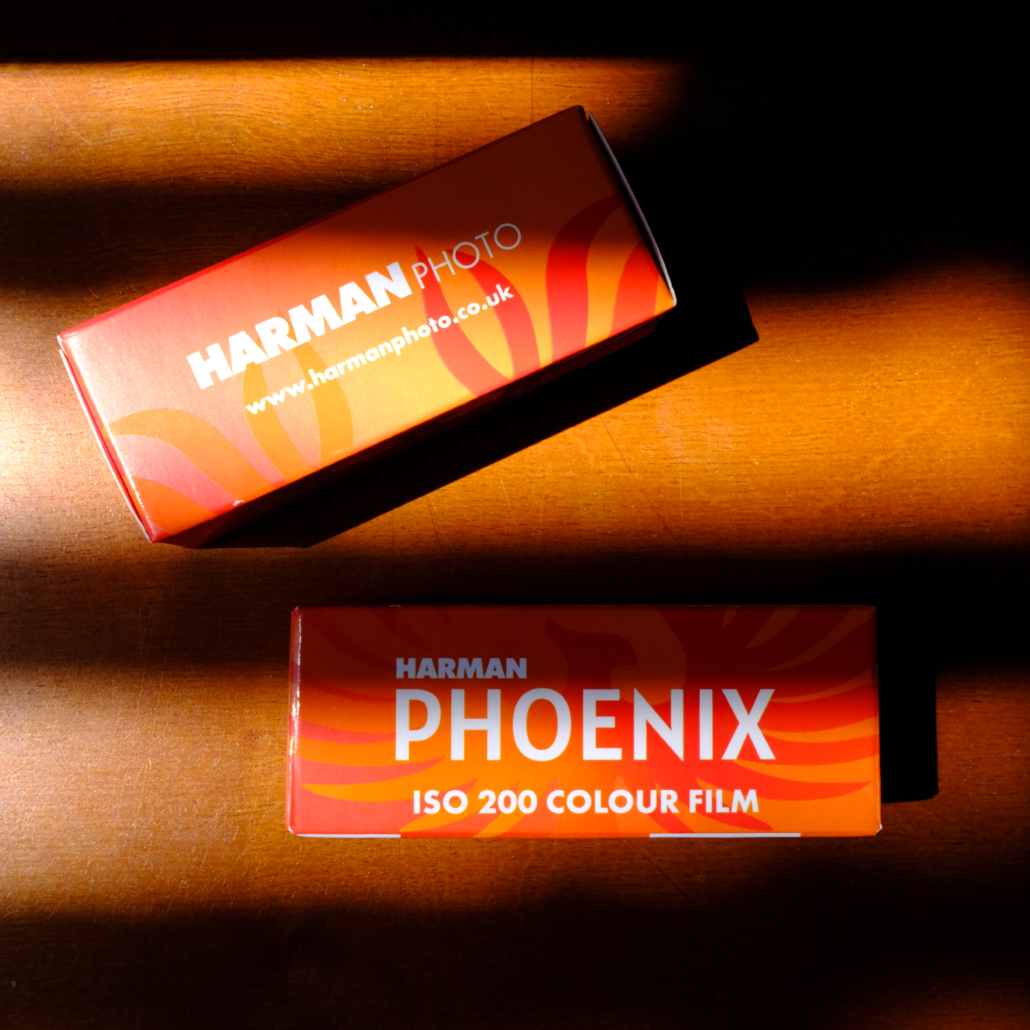 HARMAN PHOTO
www.harmanphoto.co.uk
HARMAN
PHOENIX
ISO 200 COLOUR FILM